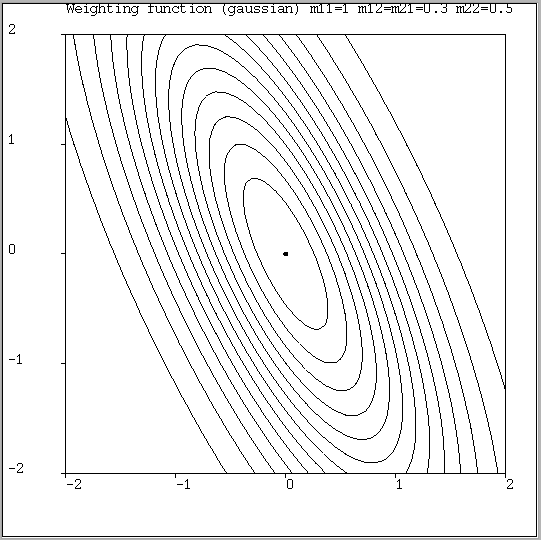 Weighting function (gaussian) m11=1 m12=m21=0.3 m22=0.5
2
1
0
-1
-2
-2 -1 0 1 2